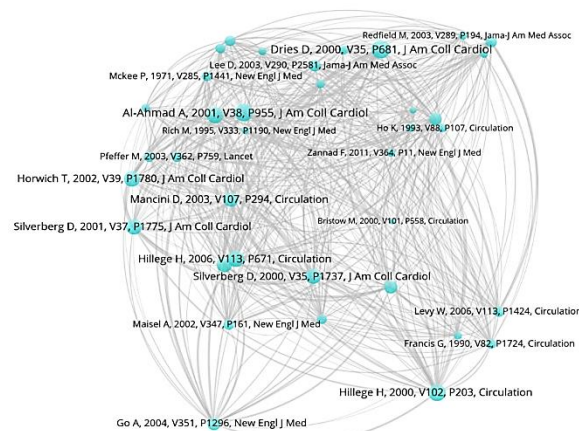 Redfield M, 2003, V289, P194, Jama-J Am Med Assoc
Dries D, 2000, V35, P681, J Am Coll Cardiol
Lee D, 2003, V290, P2581, Jama-J Am Med Assoc
Mckee P, 1971, V285, P1441, New Engl J Med
Al-Ahmad A, 2001, V38, P955, J Am Coll Cardiol
Rich M, 1995, V333, P1190, New Engl J Med
Ho K, 1993, V88, P107, Circulation
Pfeffer M, 2003, V362, P759, Lancet
Zannad F, 2011, V364, P11, New Engl J Med
Horwich T, 2002, V39, P1780, J Am Coll Cardiol
Mancini D, 2003, V107, P294, Circulation
Silverberg D, 2001, V37, P1775, J Am Coll Cardiol
Bristow M, 2000, V101, P558, Circulation
Hillege H, 2006, V113, P671, Circulation
Silverberg D, 2000, V35, P1737, J Am Coll Cardiol
Levy W, 2006, V113, P1424, Circulation
Maisel A, 2002, V347, P161, New Engl J Med
Francis G, 1990, V82, P1724, Circulation
Hillege H, 2000, V102, P203, Circulation
Go A, 2004, V351, P1296, New Engl J Med